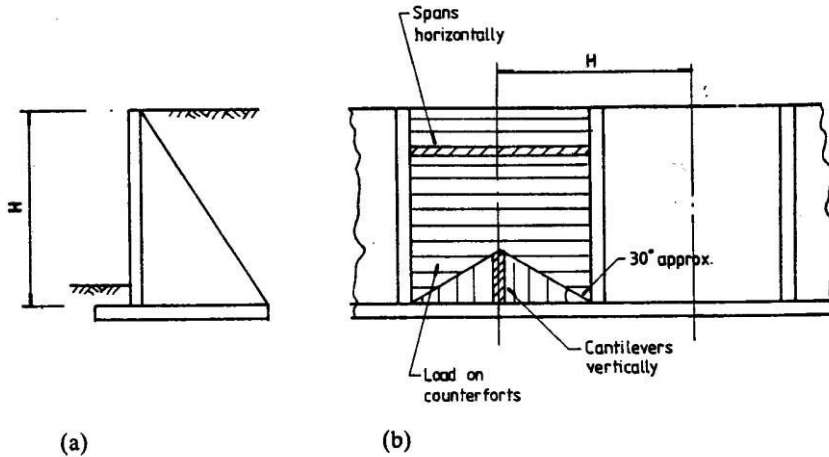 Spans
horizontally
H
H
30° approx.
Cantilevers
vertically
Load on
counterforts
(a)
(b)